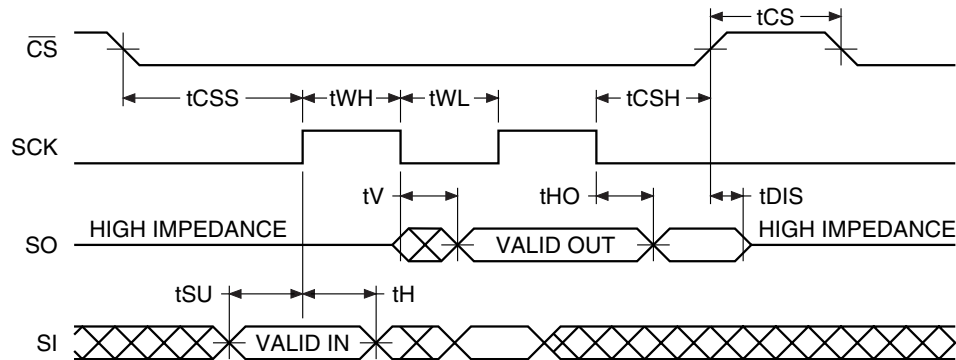 tCS
C̅S̅
tCSS tWH tWL tCSH
SCK
tV tHO tDIS
SO HIGH IMPEDANCE VALID OUT HIGH IMPEDANCE
tSU tH
SI VALID IN